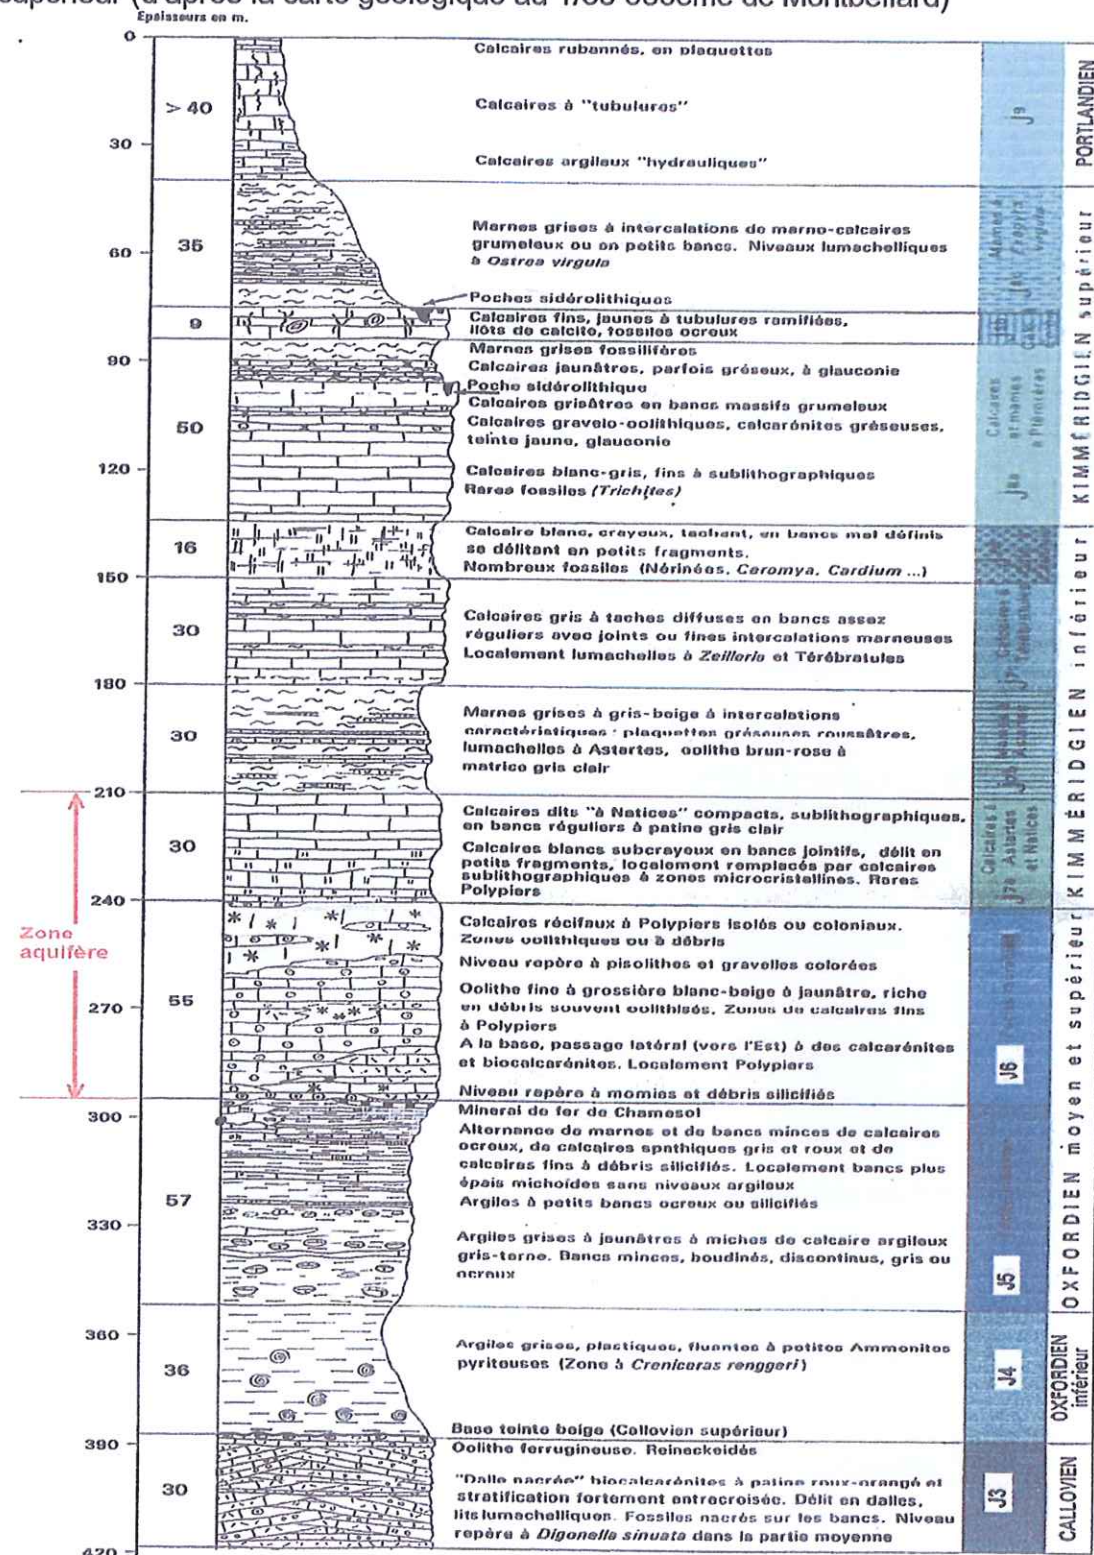 supérieur (d'après la carte géologique au 1/50 000ème de Montbéliard)
Epaisseurs en m.
0
30
60
90
120
150
180
210
240
270
300
330
360
390
420
> 40
35
9
50
16
30
30
30
55
57
36
30
Zone
aquifère
Calcaires rubannés, en plaquettes
Calcaires à "tubulures"
Calcaires argileux "hydrauliques"
Marnes grises à intercalations de marno-calcaires
grumeleux ou en petits bancs. Niveaux lumachelliques
à Ostrea virgula
Poches sidérolithiques
Calcaires fins, jaunes à tubulures ramifiées,
îlots de calcite, fossiles ocreux
Marnes grises fossilifères
Calcaires jaunâtres, parfois gréseux, à glauconie
Poche sidérolithique
Calcaires grisâtres en bancs massifs grumeleux
Calcaires gravelo-oolithiques, calcarénites gréseuses,
teinte jaune, glauconie
Calcaires blanc-gris, fins à sublithographiques
Rares fossiles (Trichites)
Calcaire blanc, crayeux, tachant, en bancs mal définis
se délitant en petits fragments.
Nombreux fossiles (Nérinées, Ceromya, Cardium ...)
Calcaires gris à taches diffuses en bancs assez
réguliers avec joints ou fines intercalations marneuses
Localement lumachelles à Zeilleria et Térébratules
Marnes grises à gris-beige à intercalations
caractéristiques : plaquettes gréseuses roussâtres,
lumachelles à Astartes, oolithe brun-rose à
matrice gris clair
Calcaires dits "à Natices" compacts, sublithographiques,
en bancs réguliers à patine gris clair
Calcaires blancs subcrayeux en bancs jointifs, délit en
petits fragments, localement remplacés par calcaires
sublithographiques à zones microcristallines. Rares
Polypiers
Calcaires récifaux à Polypiers isolés ou coloniaux.
Zones oolithiques ou à débris
Niveau repère à pisolithes et gravelles colorées
Oolithe fine à grossière blanc-beige à jaunâtre, riche
en débris souvent oolithisés. Zones de calcaires fins
à Polypiers
A la base, passage latéral (vers l'Est) à des calcarénites
et biocalcarénites. Localement Polypiers
Niveau repère à momies et débris silicifiés
Minerai de fer de Chamesol
Alternance de marnes et de bancs minces de calcaires
ocreux, de calcaires spathiques gris et roux et de
calcaires fins à débris silicifiés. Localement bancs plus
épais michoïdes sans niveaux argileux
Argiles à petits bancs ocreux ou silicifiés
Argiles grises à jaunâtres à miches de calcaire argileux
gris-terne. Bancs minces, boudinés, discontinus, gris ou
ocreux
Argiles grises, plastiques, fluantes à petites Ammonites
pyriteuses (Zone à Creniceras renggeri)
Base teinte beige (Callovien supérieur)
Oolithe ferrugineuse. Reineckeidés
"Dalle nacrée" biocalcarénites à patine roux-orangé et
stratification fortement entrecroisée. Délit en dalles,
lits lumachelliques. Fossiles nacrés sur les bancs. Niveau
repère à Digonella sinuata dans la partie moyenne
J9
Marnes à
virgula
Calcaires
et marnes
à Ptérocères
J8a
J7a
Calcaires à
Astartes
et Natices
J6
J5
J4
J3
PORTLANDIEN
KIMMÉRIDGIEN supérieur
KIMMÉRIDGIEN inférieur
OXFORDIEN moyen et supérieur
OXFORDIEN
inférieur
CALLOVIEN